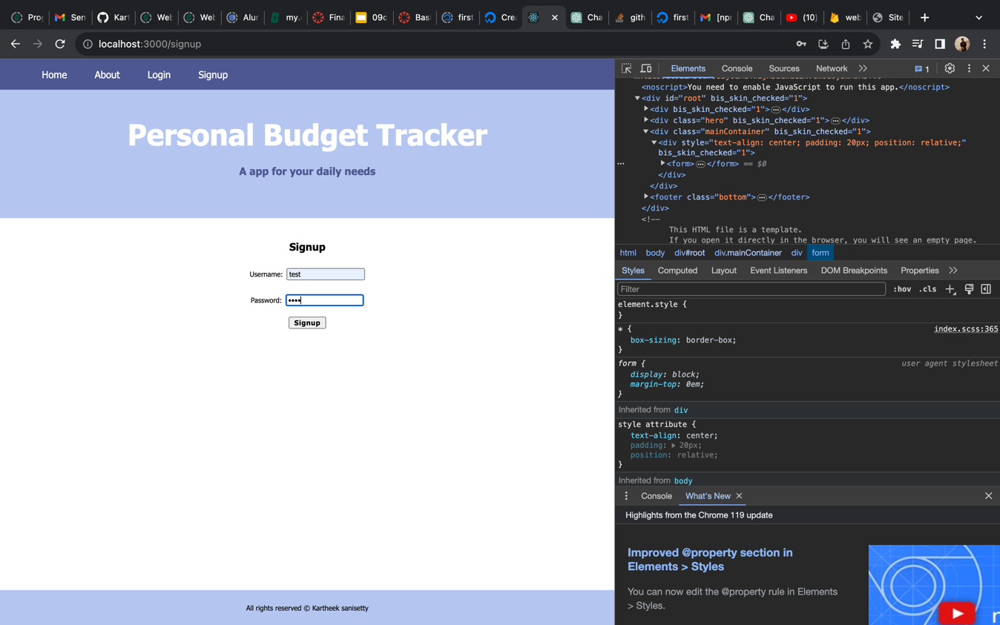 Pro Sen Kart Web Web Alur my. Fina 09c Bas first Crea Cha gith first [npr Cha (10) web Site
localhost:3000/signup
Home About Login Signup
Personal Budget Tracker
A app for your daily needs
Signup
Username: test
Password: ••••
Signup
All rights reserved © Kartheek sanisetty
Elements Console Sources Network 1
<noscript>You need to enable JavaScript to run this app.</noscript>
<div id="root" bis_skin_checked="1">
<div bis_skin_checked="1"> ••• </div>
<div class="hero" bis_skin_checked="1"> ••• </div>
<div class="mainContainer" bis_skin_checked="1">
<div style="text-align: center; padding: 20px; position: relative;"
bis_skin_checked="1">
<form> ••• </form> == $0
</div>
</div>
<footer class="bottom"> ••• </footer>
</div>
<!--
This HTML file is a template.
If you open it directly in the browser, you will see an empty page.
html body div#root div.mainContainer div form
Styles Computed Layout Event Listeners DOM Breakpoints Properties
Filter :hov .cls
element.style {
}
* { index.scss:365
box-sizing: border-box;
}
form { user agent stylesheet
display: block;
margin-top: 0em;
}
Inherited from div
style attribute {
text-align: center;
padding: 20px;
position: relative;
}
Inherited from body
Console What's New
Highlights from the Chrome 119 update
Improved @property section in
Elements > Styles
You can now edit the @property rule in Elements
> Styles.